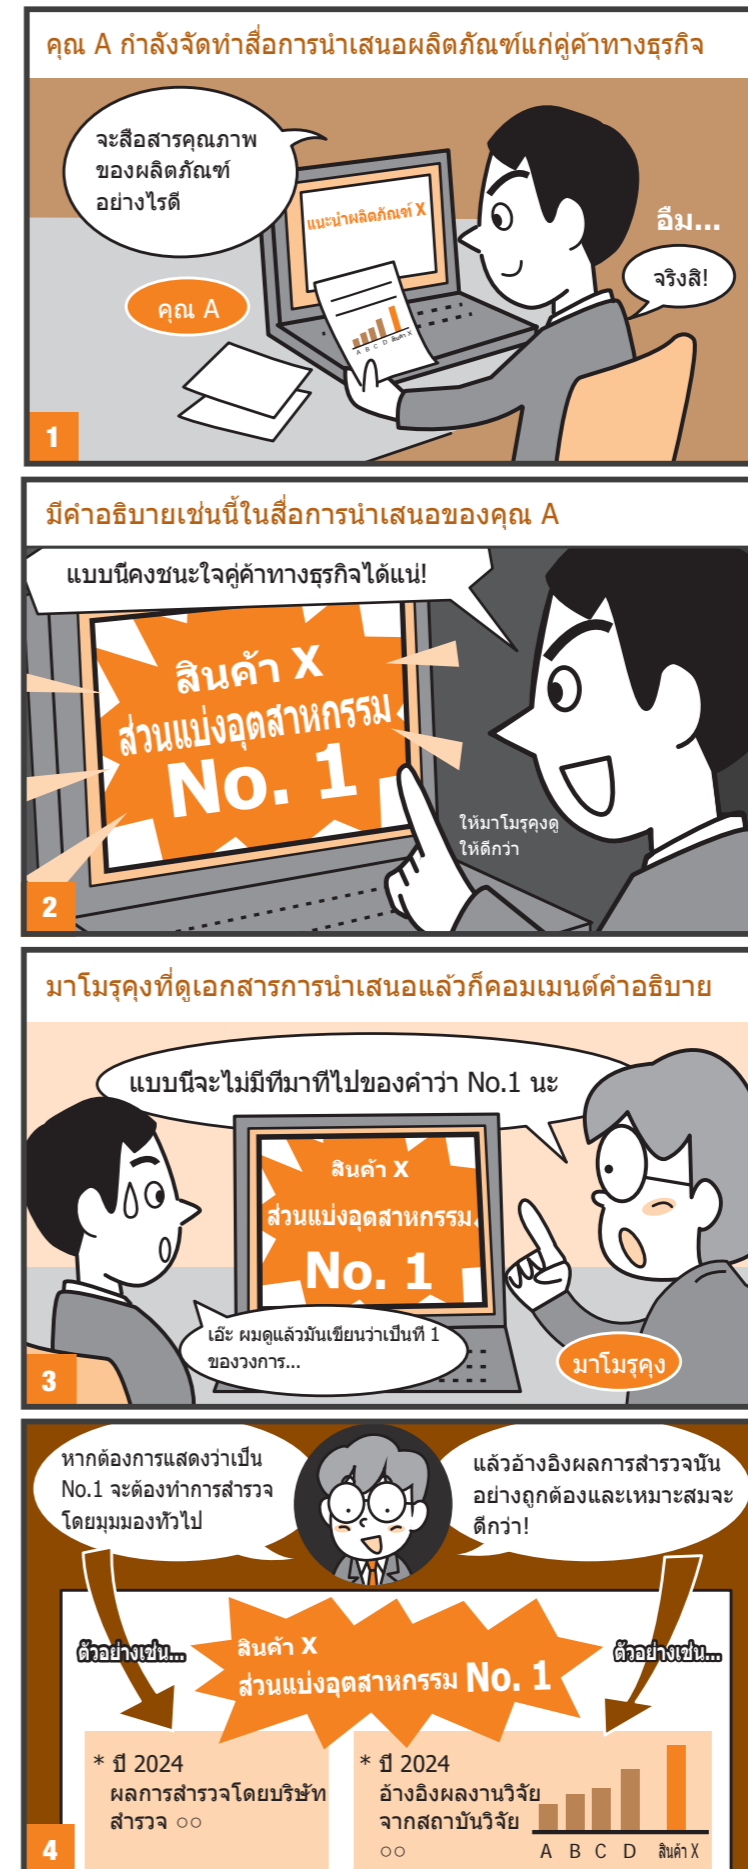 คุณ A กำลังจัดทำสื่อการนำเสนอผลิตภัณฑ์แก่คู่ค้าทางธุรกิจ
จะสื่อสารคุณภาพ
ของผลิตภัณฑ์
อย่างไรดี
แนะนำผลิตภัณฑ์ X
อืม...
จริงสิ!
คุณ A
A B C D สินค้า X
1
มีคำอธิบายเช่นนี้ในสื่อการนำเสนอของคุณ A
แบบนี้คงชนะใจคู่ค้าทางธุรกิจได้แน่!
สินค้า X
ส่วนแบ่งอุตสาหกรรม
No. 1
ให้มาโมรุคุงดู
ให้ดีกว่า
2
มาโมรุคุงที่ดูเอกสารการนำเสนอแล้วก็คอมเมนต์คำอธิบาย
แบบนี้จะไม่มีที่มาที่ไปของคำว่า No.1 นะ
สินค้า X
ส่วนแบ่งอุตสาหกรรม
No. 1
เอ๊ะ ผมดูแล้วมันเขียนว่าเป็นที่ 1
ของวงการ...
มาโมรุคุง
3
หากต้องการแสดงว่าเป็น
No.1 จะต้องทำการสำรวจ
โดยมุมมองทั่วไป
แล้วอ้างอิงผลการสำรวจนั้น
อย่างถูกต้องและเหมาะสมจะ
ดีกว่า!
ตัวอย่างเช่น...
ตัวอย่างเช่น...
สินค้า X
ส่วนแบ่งอุตสาหกรรม No. 1
* ปี 2024
ผลการสำรวจโดยบริษัท
สำรวจ ○○
* ปี 2024
อ้างอิงผลงานวิจัย
จากสถาบันวิจัย
○○
A B C D สินค้า X
4